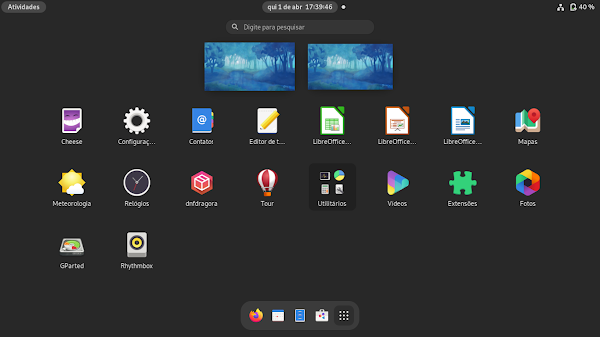 Atividades
qui 1 de abr 17:39:46
40 %
Digite para pesquisar
Cheese
Configuraç...
Contatos
Editor de t...
LibreOffice...
LibreOffice...
LibreOffice...
Mapas
Meteorologia
Relógios
dnfdragora
Tour
Utilitários
Vídeos
Extensões
Fotos
GParted
Rhythmbox